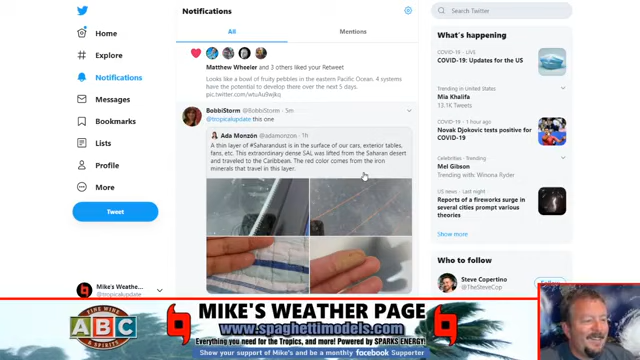 Home
Explore
Notifications
Messages
Bookmarks
Lists
Profile
More
Tweet
Mike's Weathe...
@tropicalupdate
Notifications
All
Mentions
Matthew Wheeler and 3 others liked your Retweet
Looks like a bowl of fruity pebbles in the eastern Pacific Ocean. 4 systems
have the potential to develop there over the next 5 days.
BobbiStorm @BobbiStorm · 5m
@tropicalupdate this one
Ada Monzón @adamonzon · 1h
A thin layer of #Saharandust is in the surface of our cars, exterior tables,
fans, etc. This extraordinary dense SAL was lifted from the Saharan desert
and traveled to the Caribbean. The red color comes from the iron
minerals that travel in this layer.
Search Twitter
What's happening
COVID-19 · LIVE
COVID-19: Updates for the US
Trending in United States
Mia Khalifa
13.1K Tweets
COVID-19 · 1 hour ago
Novak Djokovic tests positive for
COVID-19
Celebrities · Trending
Mel Gibson
Trending with: Winona Ryder
US news · Last night
Reports of a fireworks surge in
several cities prompt various
theories
Show more
Who to follow
Steve Copertino
@TheSteveCop
Follow
FINE WINE
ABC
& SPIRITS
MIKE'S WEATHER PAGE
www.spaghettimodels.com
Everything you need for the Tropics, and more! Powered by SPARKS ENERGY!
Show your support of Mike's and be a monthly facebook Supporter